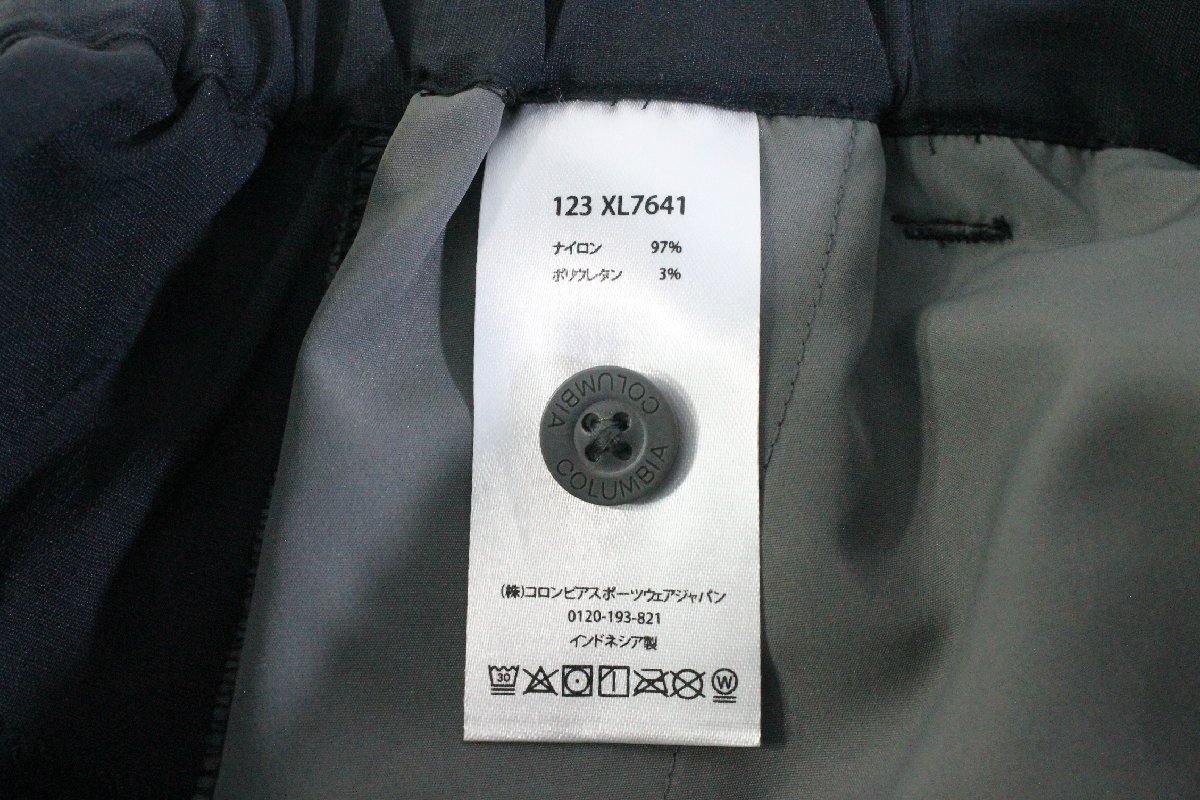 123 XL7641
ナイロン 97%
ポリウレタン 3%
COLUMBIA
COLUMBIA
(株)コロンビアスポーツウェアジャパン
0120-193-821
インドネシア製
30
W